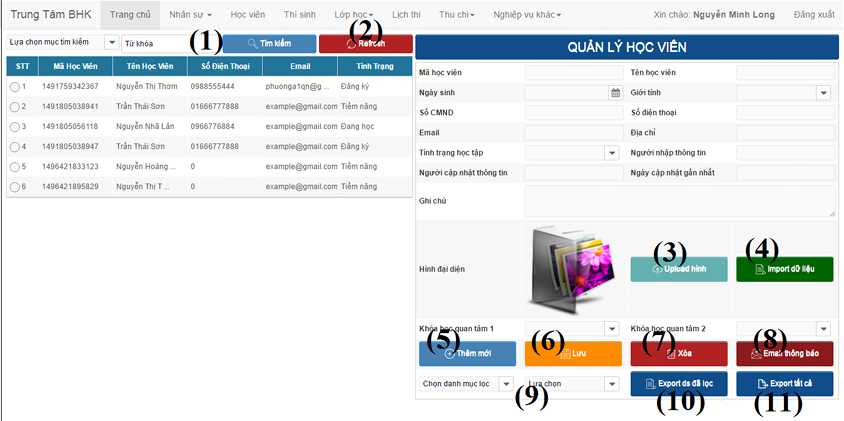 Trung Tâm BHK Trang chủ Nhân sự Học viên Thí sinh Lớp học Lịch thi Thu chi Nghiệp vụ khác Xin chào: Nguyễn Minh Long Đăng xuất
Lựa chọn mục tìm kiếm Từ khóa (1) Tìm kiếm (2) Refresh
STT Mã Học Viên Tên Học Viên Số Điện Thoại Email Tình Trạng
1 1491759342367 Nguyễn Thị Thơm 0988555444 phuonga1qn@g ... Đăng ký
2 1491805038941 Trần Thái Sơn 01666777888 example@gmail.com Tiềm năng
3 1491805056118 Nguyễn Nhã Lân 0966776884 example@gmail.com Đang học
4 1491805038947 Trần Thái Sơn 01666777888 example@gmail.com Đăng ký
5 1496421833123 Nguyễn Hoàng ... 0 example@gmail.com Tiềm năng
6 1496421895829 Nguyễn Thị T ... 0 example@gmail.com Tiềm năng
QUẢN LÝ HỌC VIÊN
Mã học viên Tên học viên
Ngày sinh Giới tính
Số CMND Số điện thoại
Email Địa chỉ
Tình trạng học tập Người nhập thông tin
Người cập nhật thông tin Ngày cập nhật gần nhất
Ghi chú
Hình đại diện (3) Upload hình (4) Import dữ liệu
Khóa học quan tâm 1 Khóa học quan tâm 2
(5) Thêm mới (6) Lưu (7) Xóa (8) Email thông báo
Chọn danh mục lọc (9) Lựa chọn (10) Export ds đã lọc (11) Export tất cả